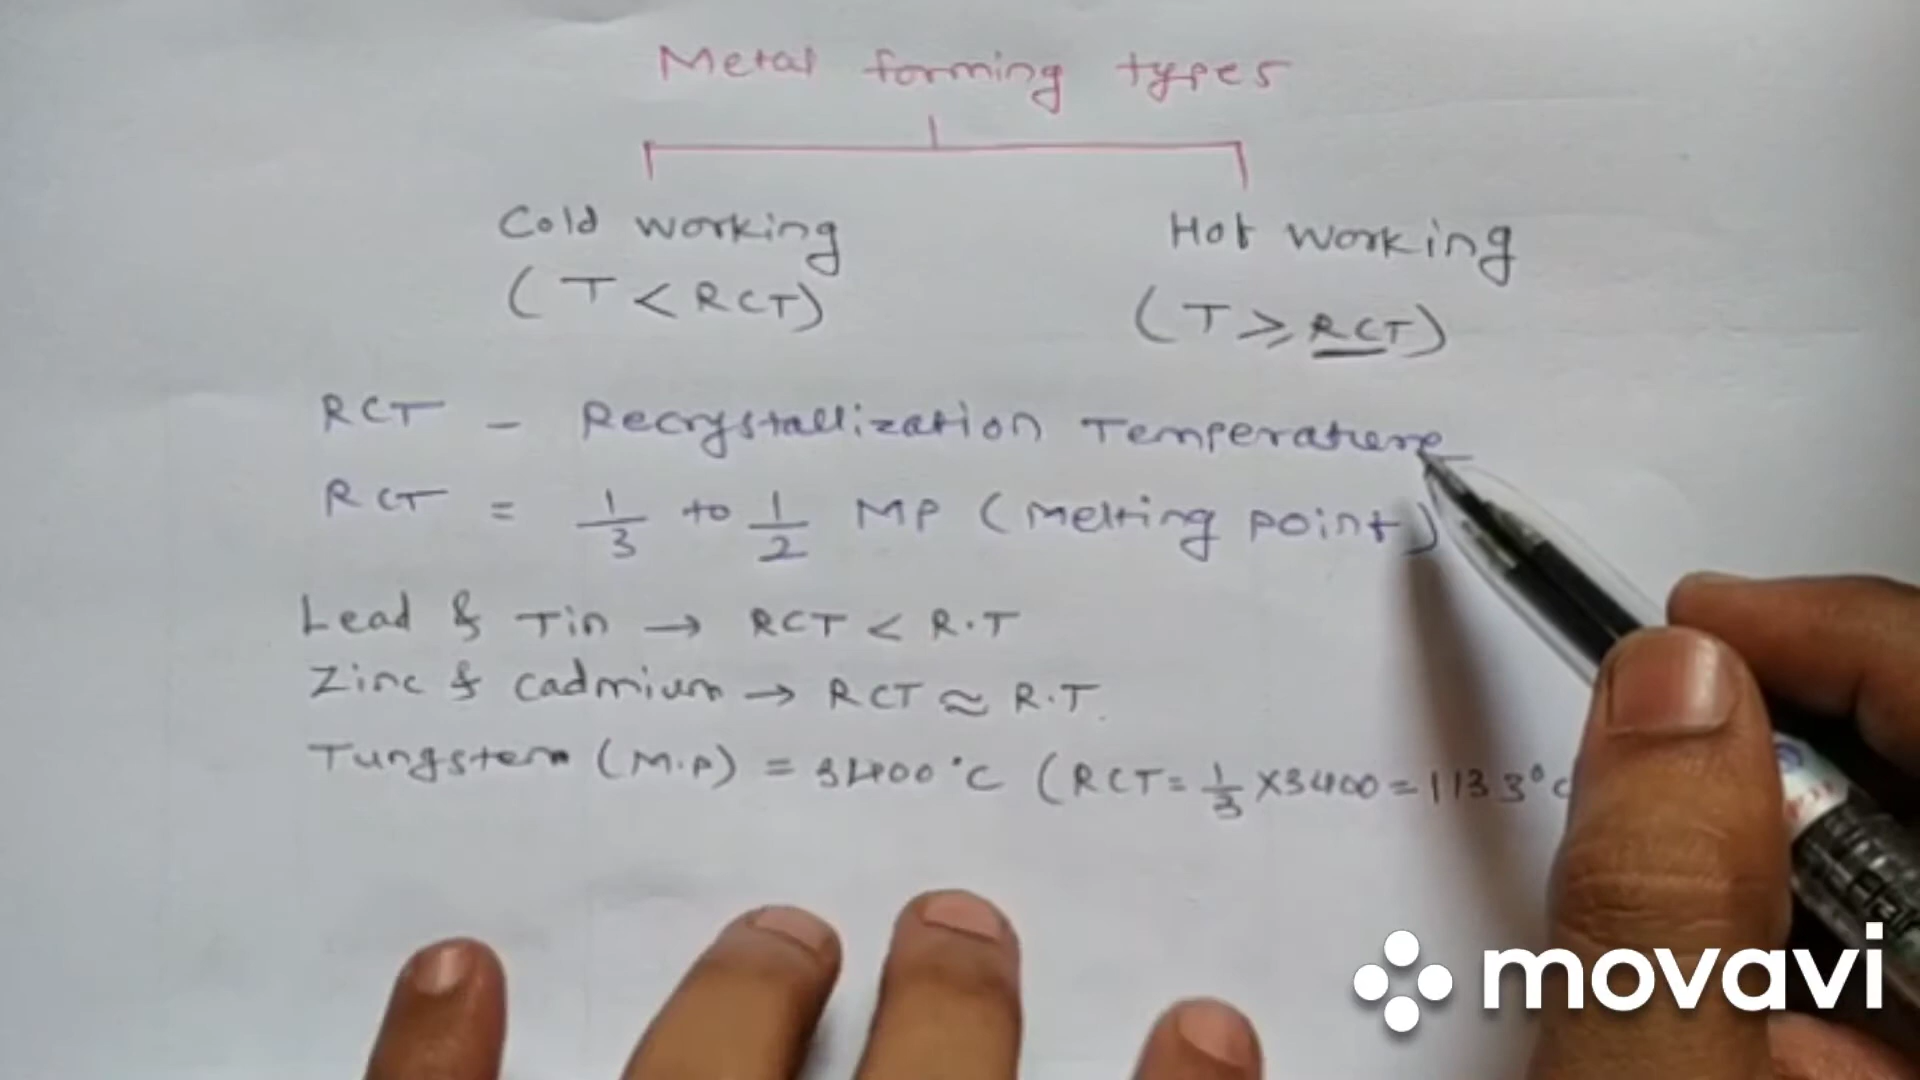 Metal forming types
Cold working
Hot working
(T < RCT)
(T ≥ RCT)
RCT - Recrystallization Temperature
RCT = 1/3 to 1/2 MP (Melting point)
Lead & Tin → RCT < R.T
Zinc & cadmium → RCT ≈ R.T.
Tungsten (M.P) = 3400°C (RCT = 1/3 × 3400 = 1133°C
movavi